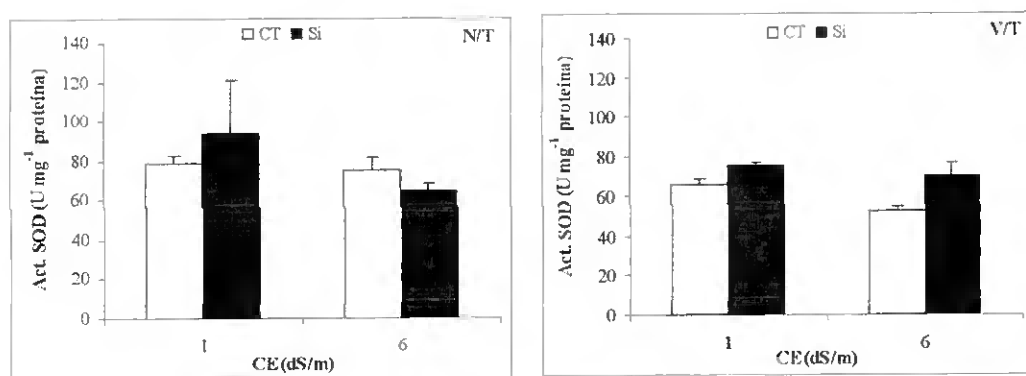 CT Si
N/T
140
120
100
80
60
40
20
0
Act. SOD (U mg⁻¹ proteína)
1 6
CE (dS/m)
CT Si
V/T
140
120
100
80
60
40
20
0
Act. SOD (U mg⁻¹ proteína)
1 6
CE (dS/m)